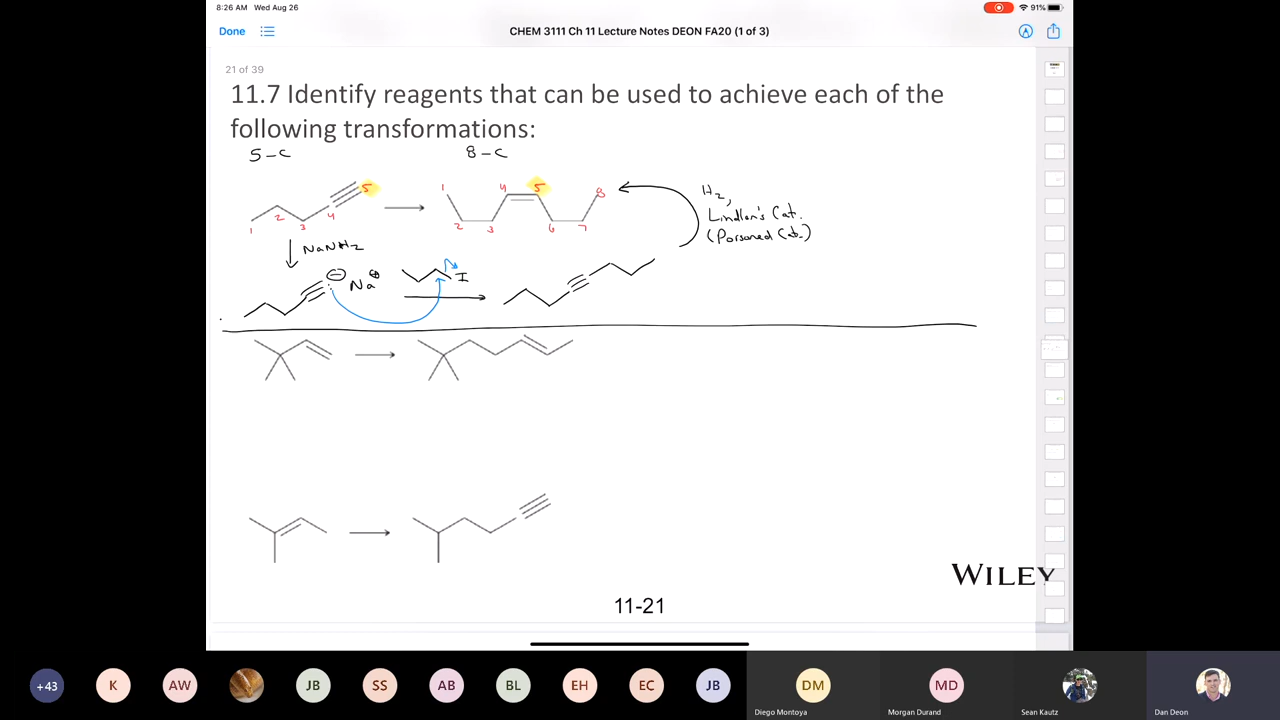 8:26 AM Wed Aug 26
91%
Done
CHEM 3111 Ch 11 Lecture Notes DEON FA20 (1 of 3)
21 of 39
11.7 Identify reagents that can be used to achieve each of the
following transformations:
5-C
8-C
1
2
3
4
5
1
2
3
4
5
6
7
8
H2,
Lindlar's Cat.
(Poisoned Cat.)
NaNH2
⊖
Na⊕
I
WILEY
11-21
+43
K
AW
JB
SS
AB
BL
EH
EC
JB
DM
MD
Diego Montoya
Morgan Durand
Sean Kautz
Dan Deon